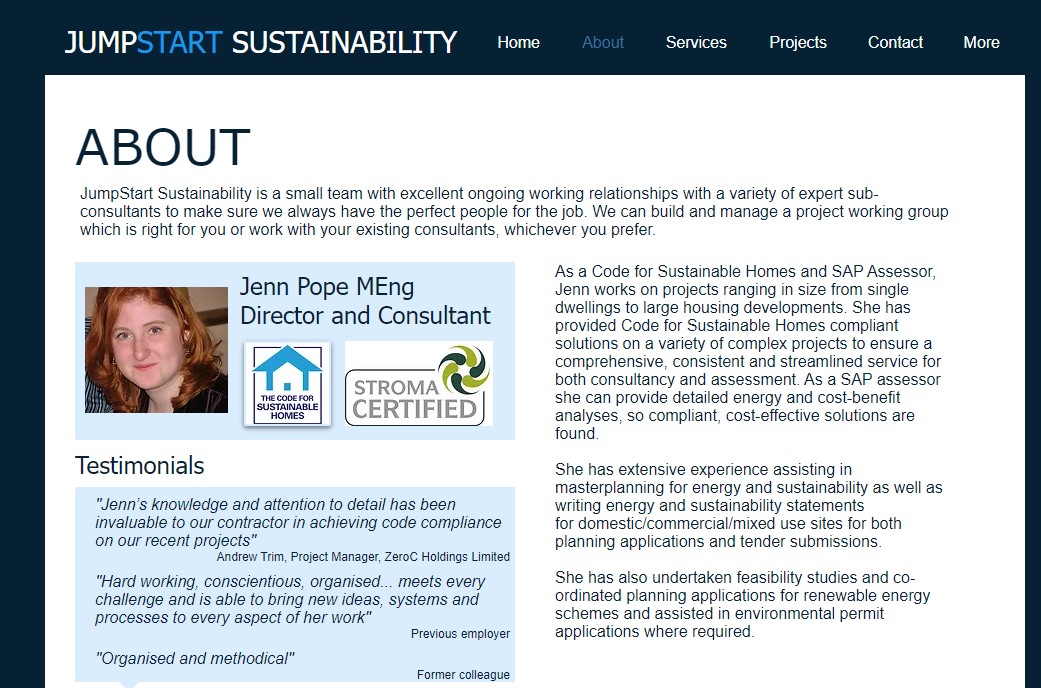 JUMPSTART SUSTAINABILITY
Home
About
Services
Projects
Contact
More
ABOUT
JumpStart Sustainability is a small team with excellent ongoing working relationships with a variety of expert sub-
consultants to make sure we always have the perfect people for the job. We can build and manage a project working group
which is right for you or work with your existing consultants, whichever you prefer.
Jenn Pope MEng
Director and Consultant
THE CODE FOR
SUSTAINABLE
HOMES
STROMA
CERTIFIED
Testimonials
"Jenn's knowledge and attention to detail has been
invaluable to our contractor in achieving code compliance
on our recent projects"
Andrew Trim, Project Manager, ZeroC Holdings Limited
"Hard working, conscientious, organised... meets every
challenge and is able to bring new ideas, systems and
processes to every aspect of her work"
Previous employer
"Organised and methodical"
Former colleague
As a Code for Sustainable Homes and SAP Assessor,
Jenn works on projects ranging in size from single
dwellings to large housing developments. She has
provided Code for Sustainable Homes compliant
solutions on a variety of complex projects to ensure a
comprehensive, consistent and streamlined service for
both consultancy and assessment. As a SAP assessor
she can provide detailed energy and cost-benefit
analyses, so compliant, cost-effective solutions are
found.
She has extensive experience assisting in
masterplanning for energy and sustainability as well as
writing energy and sustainability statements
for domestic/commercial/mixed use sites for both
planning applications and tender submissions.
She has also undertaken feasibility studies and co-
ordinated planning applications for renewable energy
schemes and assisted in environmental permit
applications where required.